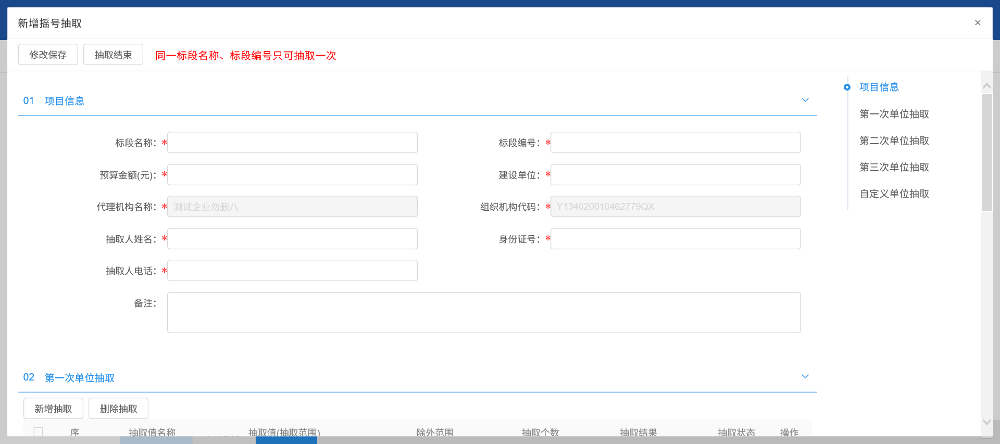 新增摇号抽取
×
修改保存 抽取结束 同一标段名称、标段编号只可抽取一次
01 项目信息
标段名称：* 标段编号：*
预算金额(元)：* 建设单位：*
代理机构名称：* 测试企业勿删八 组织机构代码：* Y134020010462779QX
抽取人姓名：* 身份证号：*
抽取人电话：*
备注：
02 第一次单位抽取
新增抽取 删除抽取
序 抽取值名称 抽取值(抽取范围) 除外范围 抽取个数 抽取结果 抽取状态 操作
项目信息
第一次单位抽取
第二次单位抽取
第三次单位抽取
自定义单位抽取